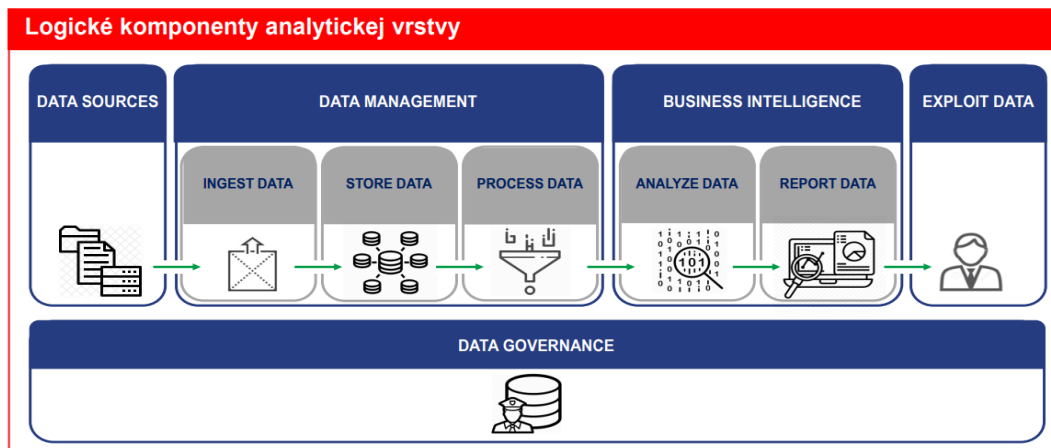 Logické komponenty analytickej vrstvy
DATA SOURCES
DATA MANAGEMENT
BUSINESS INTELLIGENCE
EXPLOIT DATA
INGEST DATA
STORE DATA
PROCESS DATA
ANALYZE DATA
REPORT DATA
101
DATA GOVERNANCE